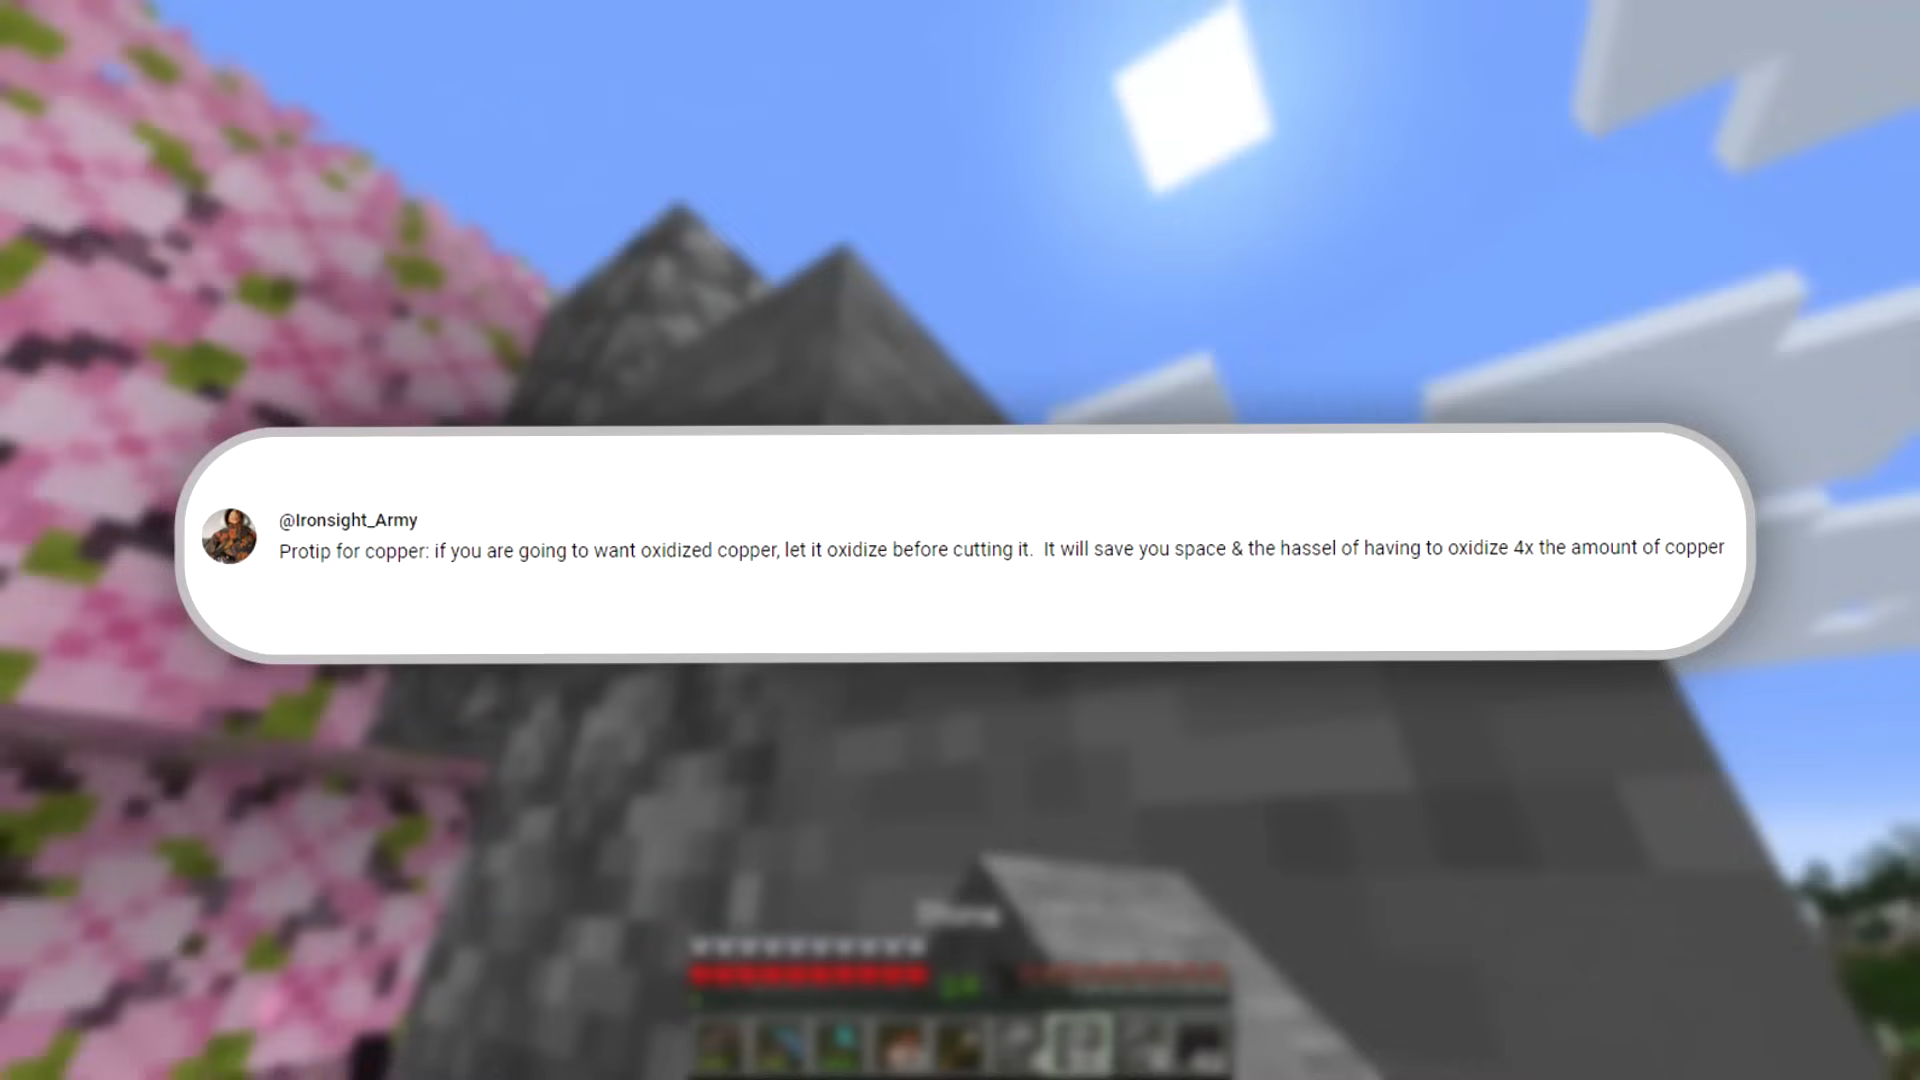 @Ironsight_Army
Protip for copper: if you are going to want oxidized copper, let it oxidize before cutting it.  It will save you space & the hassel of having to oxidize 4x the amount of copper